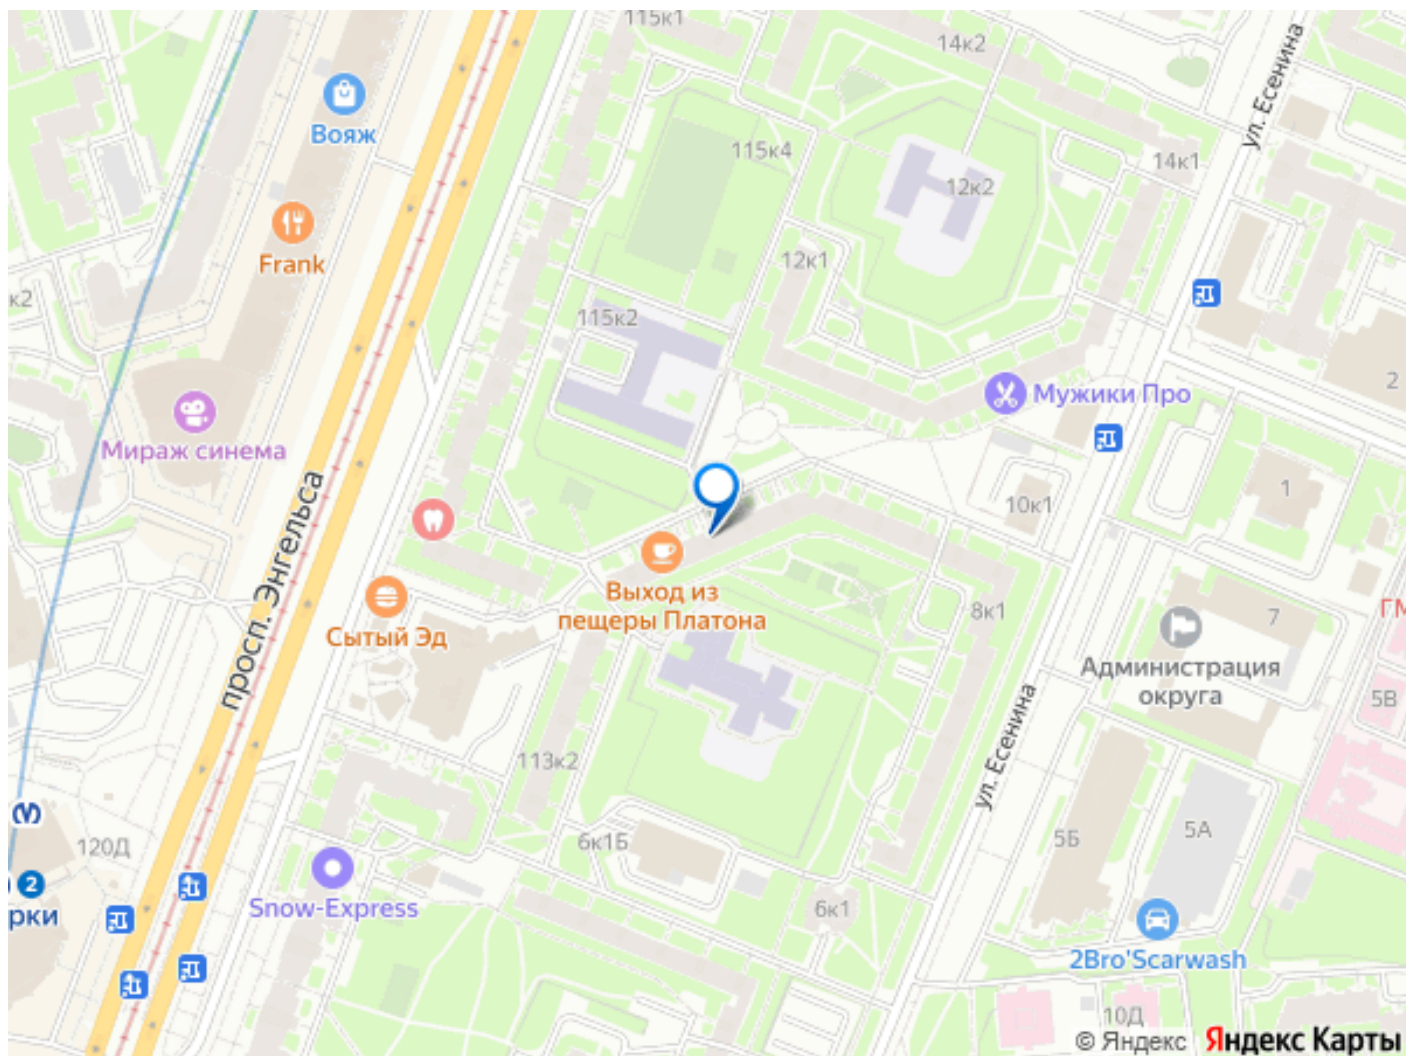 115к1
14к2
ул. Есенина
Вояж
115к4
14к1
12к2
Frank
12к1
к2
115к2
2
Мужики Про
Мираж синема
просп. Энгельса
1
10к1
Выход из
пещеры Платона
Сытый Эд
8к1
7
ГМ
Администрация
округа
5В
ул. Есенина
113к2
120Д
6к1Б
5Б
5А
2
рки
Snow-Express
6к1
2Bro'Scarwash
10Д
© Яндекс Яндекс Карты